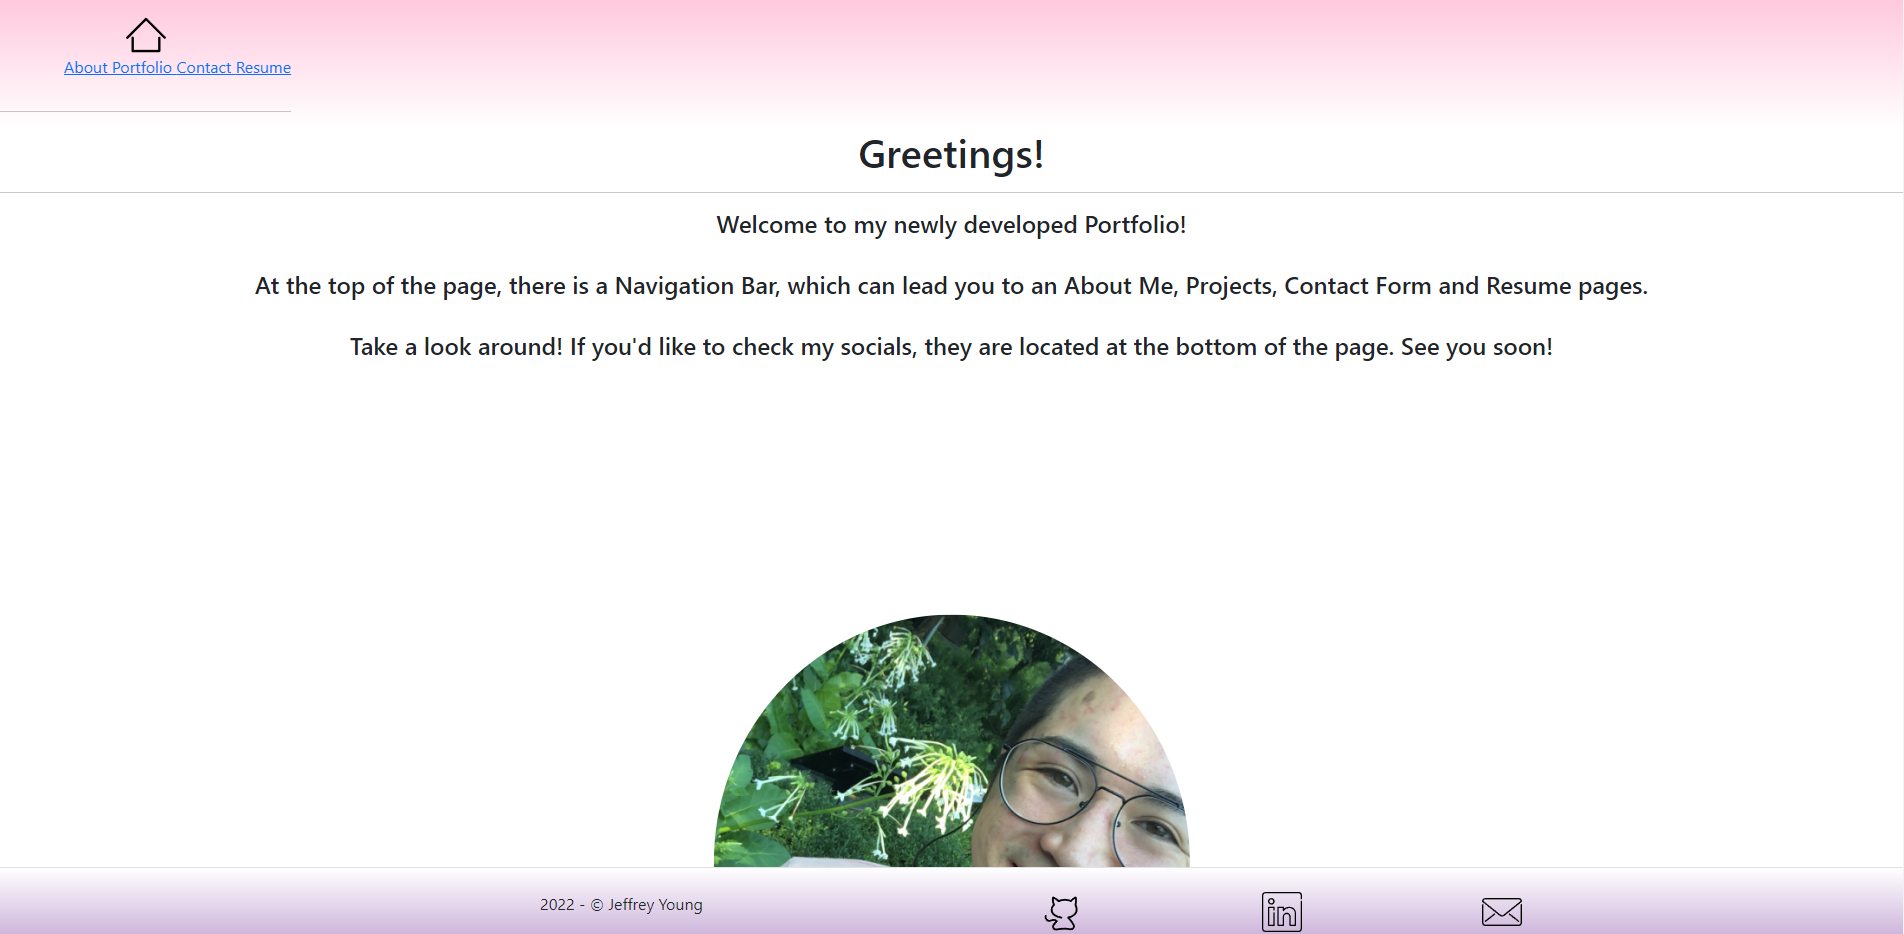 About Portfolio Contact Resume
Greetings!
Welcome to my newly developed Portfolio!
At the top of the page, there is a Navigation Bar, which can lead you to an About Me, Projects, Contact Form and Resume pages.
Take a look around! If you'd like to check my socials, they are located at the bottom of the page. See you soon!
2022 - © Jeffrey Young
in